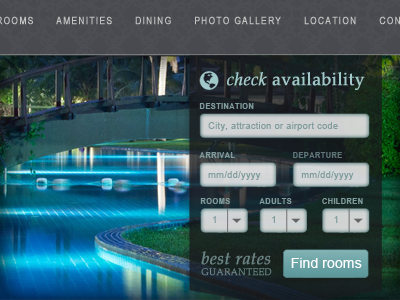 ROOMS AMENITIES DINING PHOTO GALLERY LOCATION CON
check availability
DESTINATION
City, attraction or airport code
ARRIVAL DEPARTURE
mm/dd/yyyy mm/dd/yyyy
ROOMS ADULTS CHILDREN
1 1 1
best rates
GUARANTEED
Find rooms